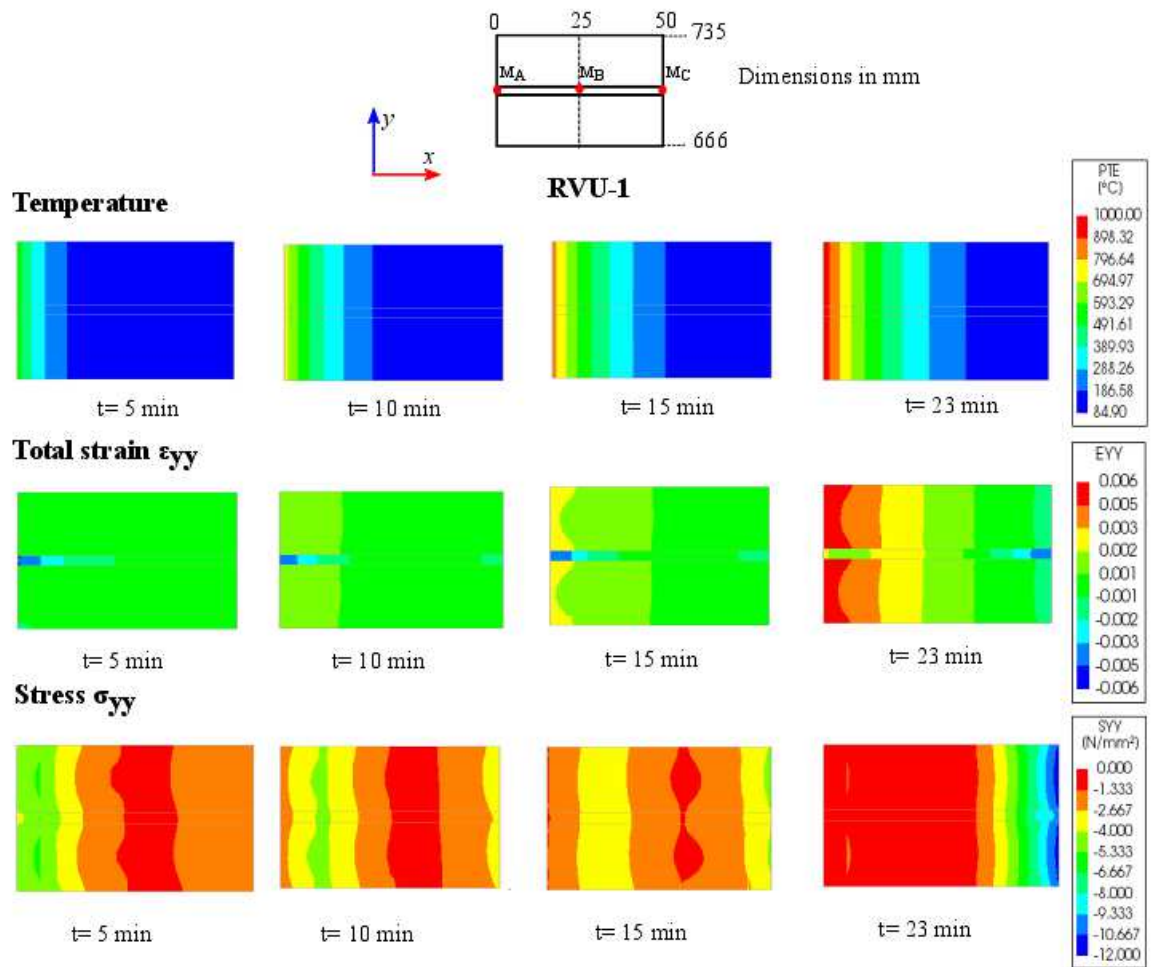 0 25 50
735
MA MB MC
Dimensions in mm
666
y
x
RVU-1
Temperature
PTE
(°C)
1000.00
898.32
796.64
694.97
593.29
491.61
389.93
288.26
186.58
84.90
t= 5 min t= 10 min t= 15 min t= 23 min
Total strain εyy
EYY
0.006
0.005
0.003
0.002
0.001
-0.001
-0.002
-0.003
-0.005
-0.006
t= 5 min t= 10 min t= 15 min t= 23 min
Stress σyy
SYY
(N/mm²)
0.000
-1.333
-2.667
-4.000
-5.333
-6.667
-8.000
-9.333
-10.667
-12.000
t= 5 min t= 10 min t= 15 min t= 23 min